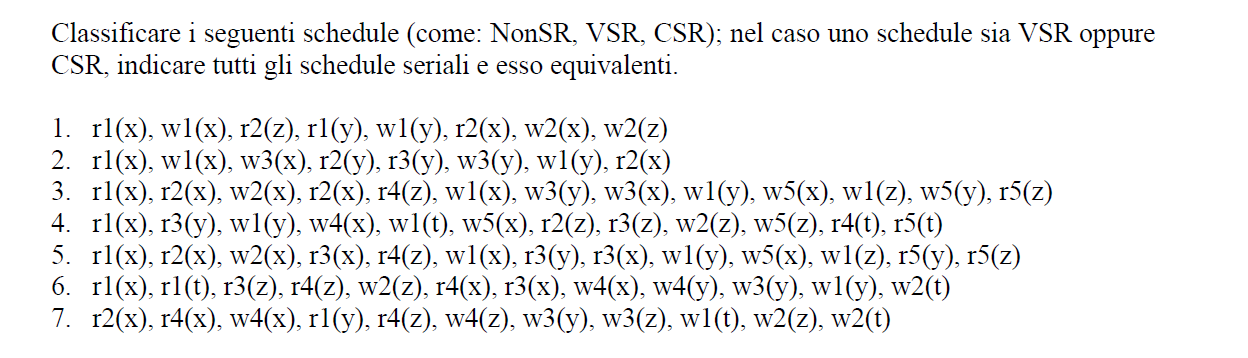 Classificare i seguenti schedule (come: NonSR, VSR, CSR); nel caso uno schedule sia VSR oppure
CSR, indicare tutti gli schedule seriali e esso equivalenti.
1. r1(x), w1(x), r2(z), r1(y), w1(y), r2(x), w2(x), w2(z)
2. r1(x), w1(x), w3(x), r2(y), r3(y), w3(y), w1(y), r2(x)
3. r1(x), r2(x), w2(x), r2(x), r4(z), w1(x), w3(y), w3(x), w1(y), w5(x), w1(z), w5(y), r5(z)
4. r1(x), r3(y), w1(y), w4(x), w1(t), w5(x), r2(z), r3(z), w2(z), w5(z), r4(t), r5(t)
5. r1(x), r2(x), w2(x), r3(x), r4(z), w1(x), r3(y), r3(x), w1(y), w5(x), w1(z), r5(y), r5(z)
6. r1(x), r1(t), r3(z), r4(z), w2(z), r4(x), r3(x), w4(x), w4(y), w3(y), w1(y), w2(t)
7. r2(x), r4(x), w4(x), r1(y), r4(z), w4(z), w3(y), w3(z), w1(t), w2(z), w2(t)